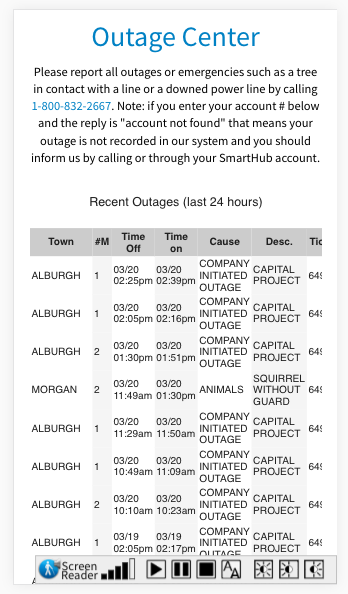 Outage Center
Please report all outages or emergencies such as a tree
in contact with a line or a downed power line by calling
1-800-832-2667. Note: if you enter your account # below
and the reply is "account not found" that means your
outage is not recorded in our system and you should
inform us by calling or through your SmartHub account.
Recent Outages (last 24 hours)
Town #M Time Off Time on Cause Desc. Tic
ALBURGH 1 03/20 02:25pm 03/20 02:39pm COMPANY INITIATED OUTAGE CAPITAL PROJECT 649
ALBURGH 1 03/20 02:05pm 03/20 02:16pm COMPANY INITIATED OUTAGE CAPITAL PROJECT 649
ALBURGH 2 03/20 01:30pm 03/20 01:51pm COMPANY INITIATED OUTAGE CAPITAL PROJECT 649
MORGAN 2 03/20 11:49am 03/20 01:30pm ANIMALS SQUIRREL WITHOUT GUARD 649
ALBURGH 1 03/20 11:29am 03/20 11:50am COMPANY INITIATED OUTAGE CAPITAL PROJECT 649
ALBURGH 1 03/20 10:49am 03/20 11:09am COMPANY INITIATED OUTAGE CAPITAL PROJECT 649
ALBURGH 2 03/20 10:10am 03/20 10:23am COMPANY INITIATED OUTAGE CAPITAL PROJECT 649
ALBURGH 1 03/19 02:05pm 03/19 02:17pm COMPANY INITIATED OUTAGE CAPITAL PROJECT 649
Screen
Reader
AA